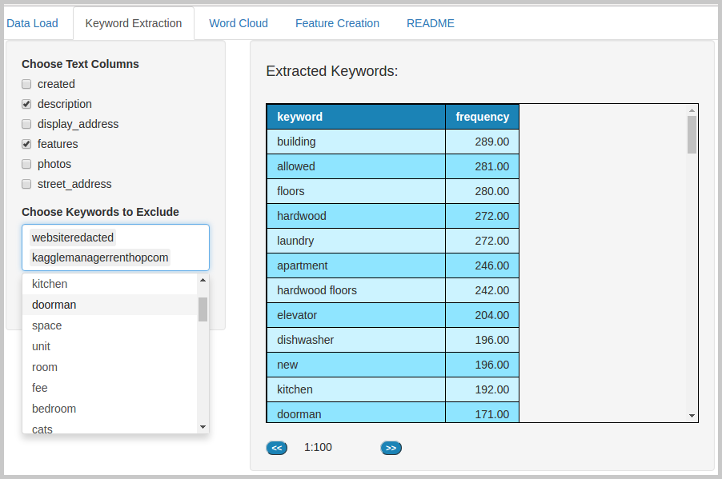 Data Load Keyword Extraction Word Cloud Feature Creation README
Choose Text Columns
created
description
display_address
features
photos
street_address
Choose Keywords to Exclude
websiteredacted
kagglemanagerrenthopcom
kitchen
doorman
space
unit
room
fee
bedroom
cats
Extracted Keywords:
keyword frequency
building 289.00
allowed 281.00
floors 280.00
hardwood 272.00
laundry 272.00
apartment 246.00
hardwood floors 242.00
elevator 204.00
dishwasher 196.00
new 196.00
kitchen 192.00
doorman 171.00
<< 1:100 >>